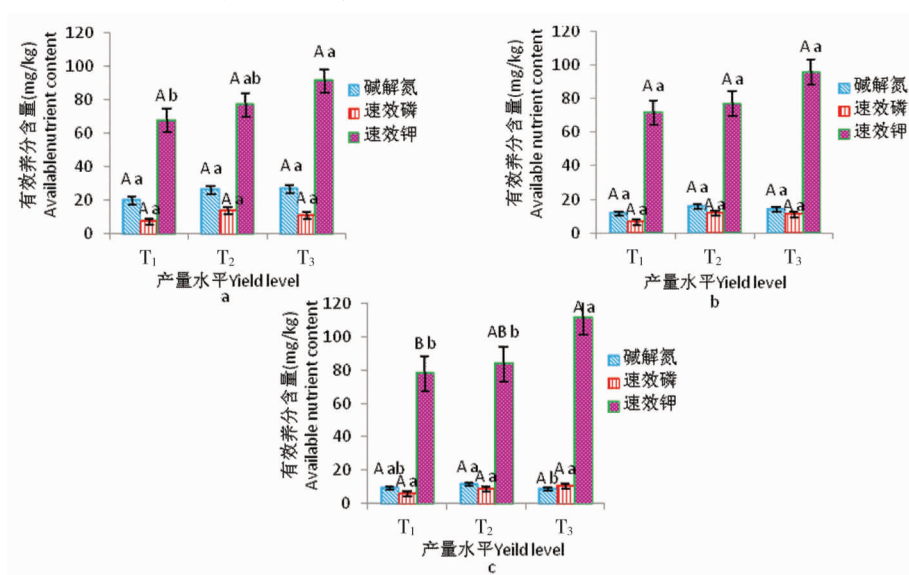 有效养分含量(mg/kg)
Availablenutrient content
120
100
80
60
40
20
0
A a
A a
A b
A a
A a
A ab
A a
A a
A a
T1
T2
T3
产量水平Yield level
a
碱解氮
速效磷
速效钾
有效养分含量(mg/kg)
Available nutrient content
120
100
80
60
40
20
0
A a
A a
A a
A a
A a
A a
A a
A a
A a
T1
T2
T3
产量水平Yield level
b
碱解氮
速效磷
速效钾
有效养分含量(mg/kg)
Available nutrient content
120
100
80
60
40
20
0
A ab
A a
B b
A a
A a
AB b
A b
A a
A a
T1
T2
T3
产量水平Yeild level
c
碱解氮
速效磷
速效钾